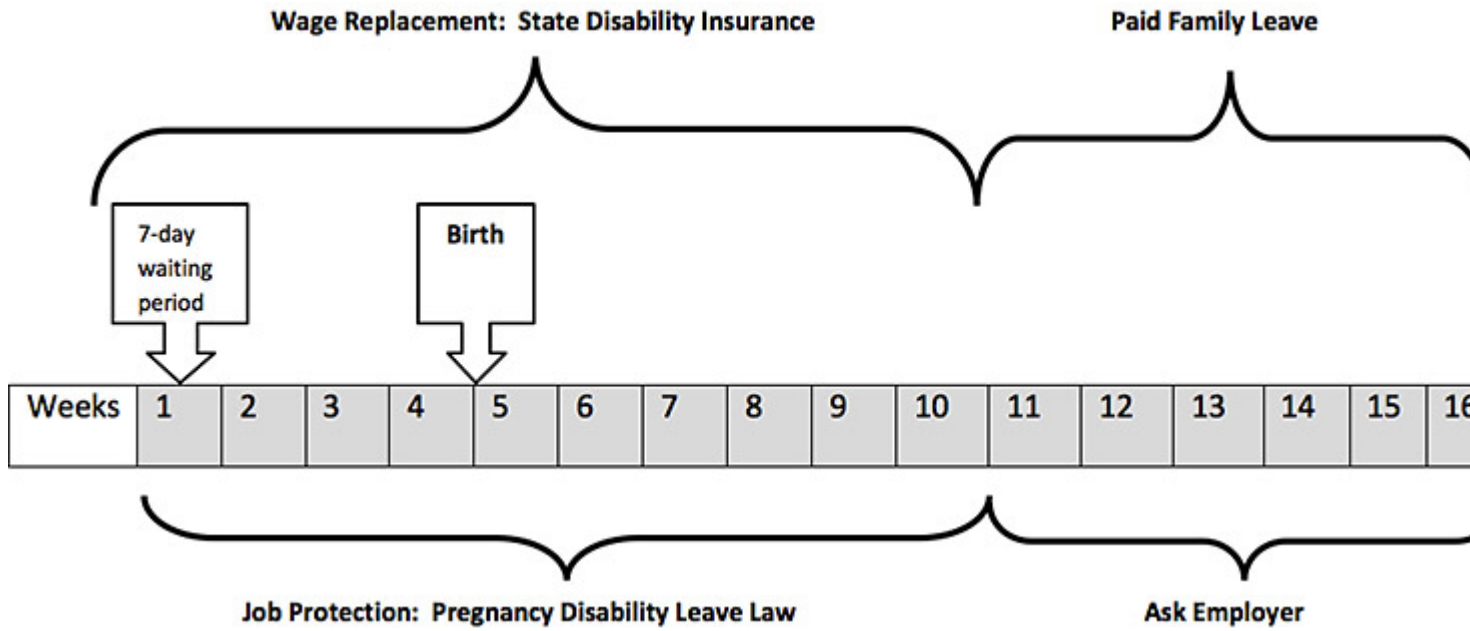 Wage Replacement: State Disability Insurance
Paid Family Leave
7-day
waiting
period
Birth
Weeks 1 2 3 4 5 6 7 8 9 10 11 12 13 14 15 16
Job Protection: Pregnancy Disability Leave Law
Ask Employer